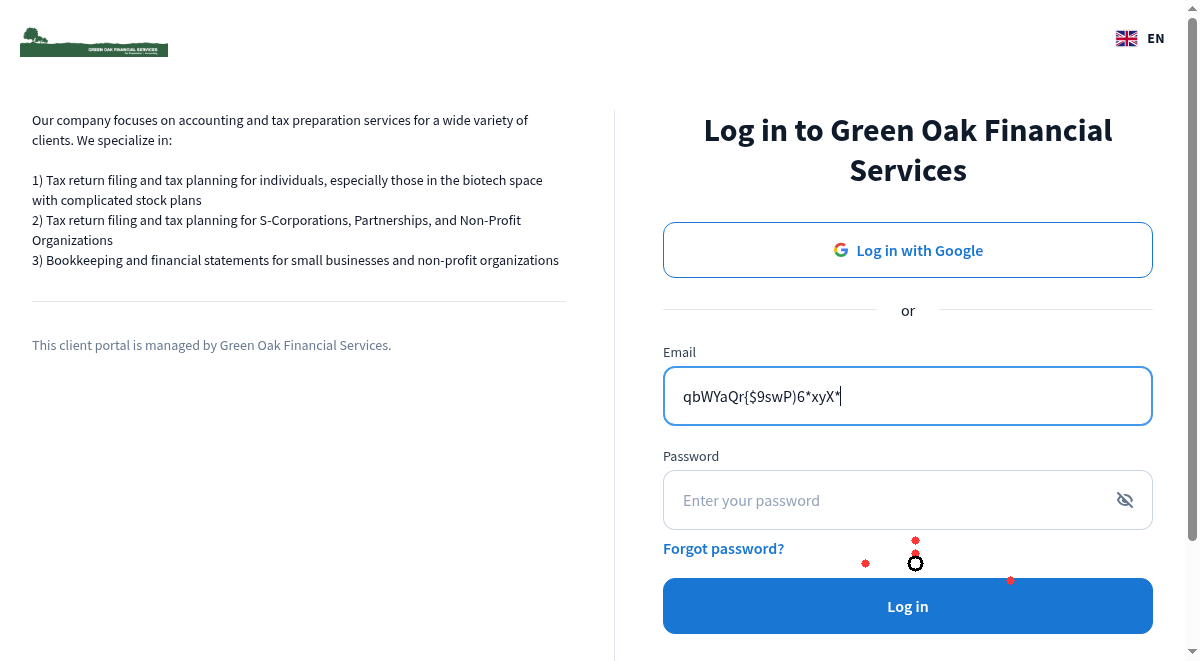 GREEN OAK FINANCIAL SERVICES
EN
Our company focuses on accounting and tax preparation services for a wide variety of
clients. We specialize in:
1) Tax return filing and tax planning for individuals, especially those in the biotech space
with complicated stock plans
2) Tax return filing and tax planning for S-Corporations, Partnerships, and Non-Profit
Organizations
3) Bookkeeping and financial statements for small businesses and non-profit organizations
This client portal is managed by Green Oak Financial Services.
Log in to Green Oak Financial
Services
Log in with Google
or
Email
qbWYaQr{$9swP)6*xyX*
Password
Enter your password
Forgot password?
Log in